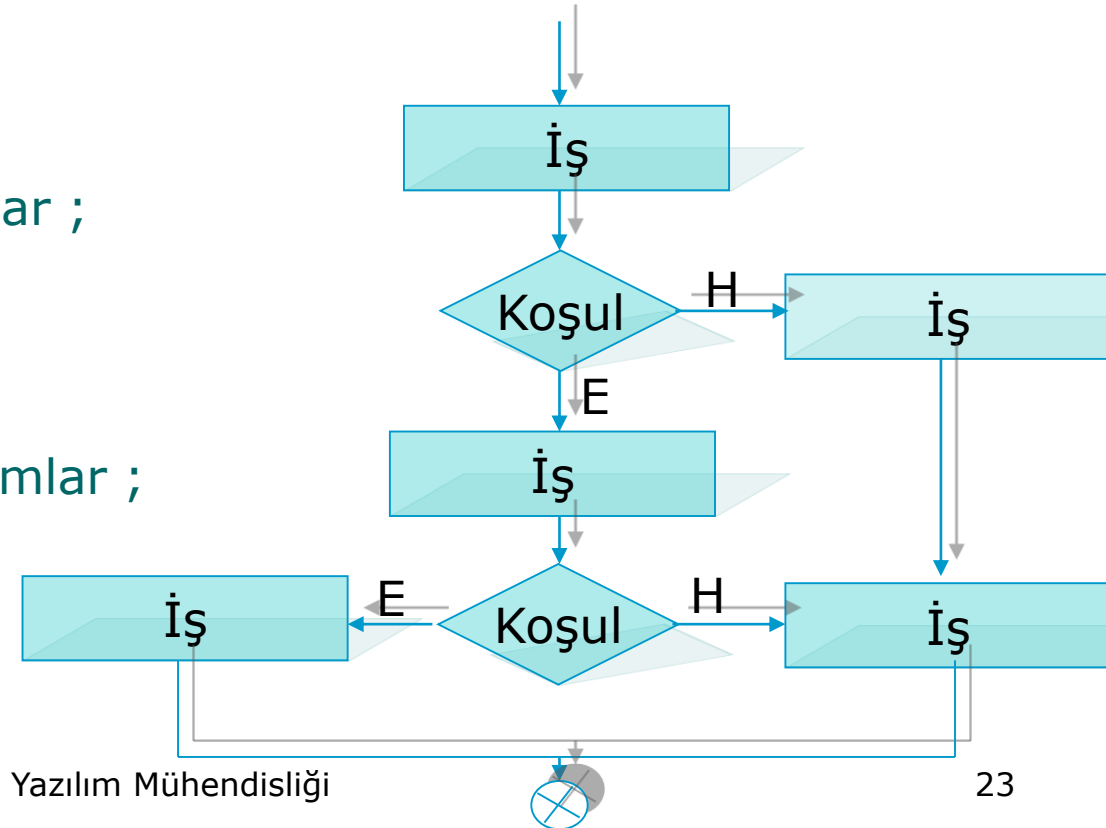 İş
ar ;
Koşul
H
İş
E
İş
mlar ;
İş
E
Koşul
H
İş
Yazılım Mühendisliği
23